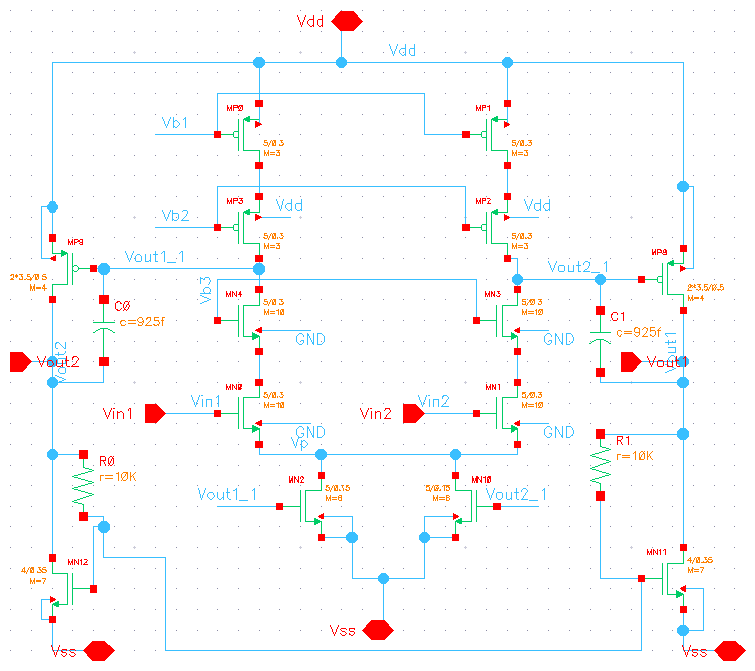 Vdd
Vdd
MP0
MP1
Vb1
5/0.3
M=3
5/0.3
M=3
MP3
MP2
Vb2
Vdd
Vdd
5/0.3
M=3
5/0.3
M=3
MP9
Vout1_1
Vout2_1
MP8
2*3.5/0.5
M=4
2*3.5/0.5
M=4
Vb3
MN4
MN3
C0
c=925f
5/0.3
M=10
5/0.3
M=10
C1
c=925f
GND
GND
Vout2
Vout2
Vout1
Vout1
MN0
MN1
Vin1
Vin1
5/0.3
M=10
Vin2
Vin2
5/0.3
M=10
GND
GND
Vp
R0
r=10K
R1
r=10K
MN2
MN10
Vout1_1
5/0.15
M=6
5/0.15
M=6
Vout2_1
MN12
MN11
4/0.35
M=7
4/0.35
M=7
Vss
Vss
Vss